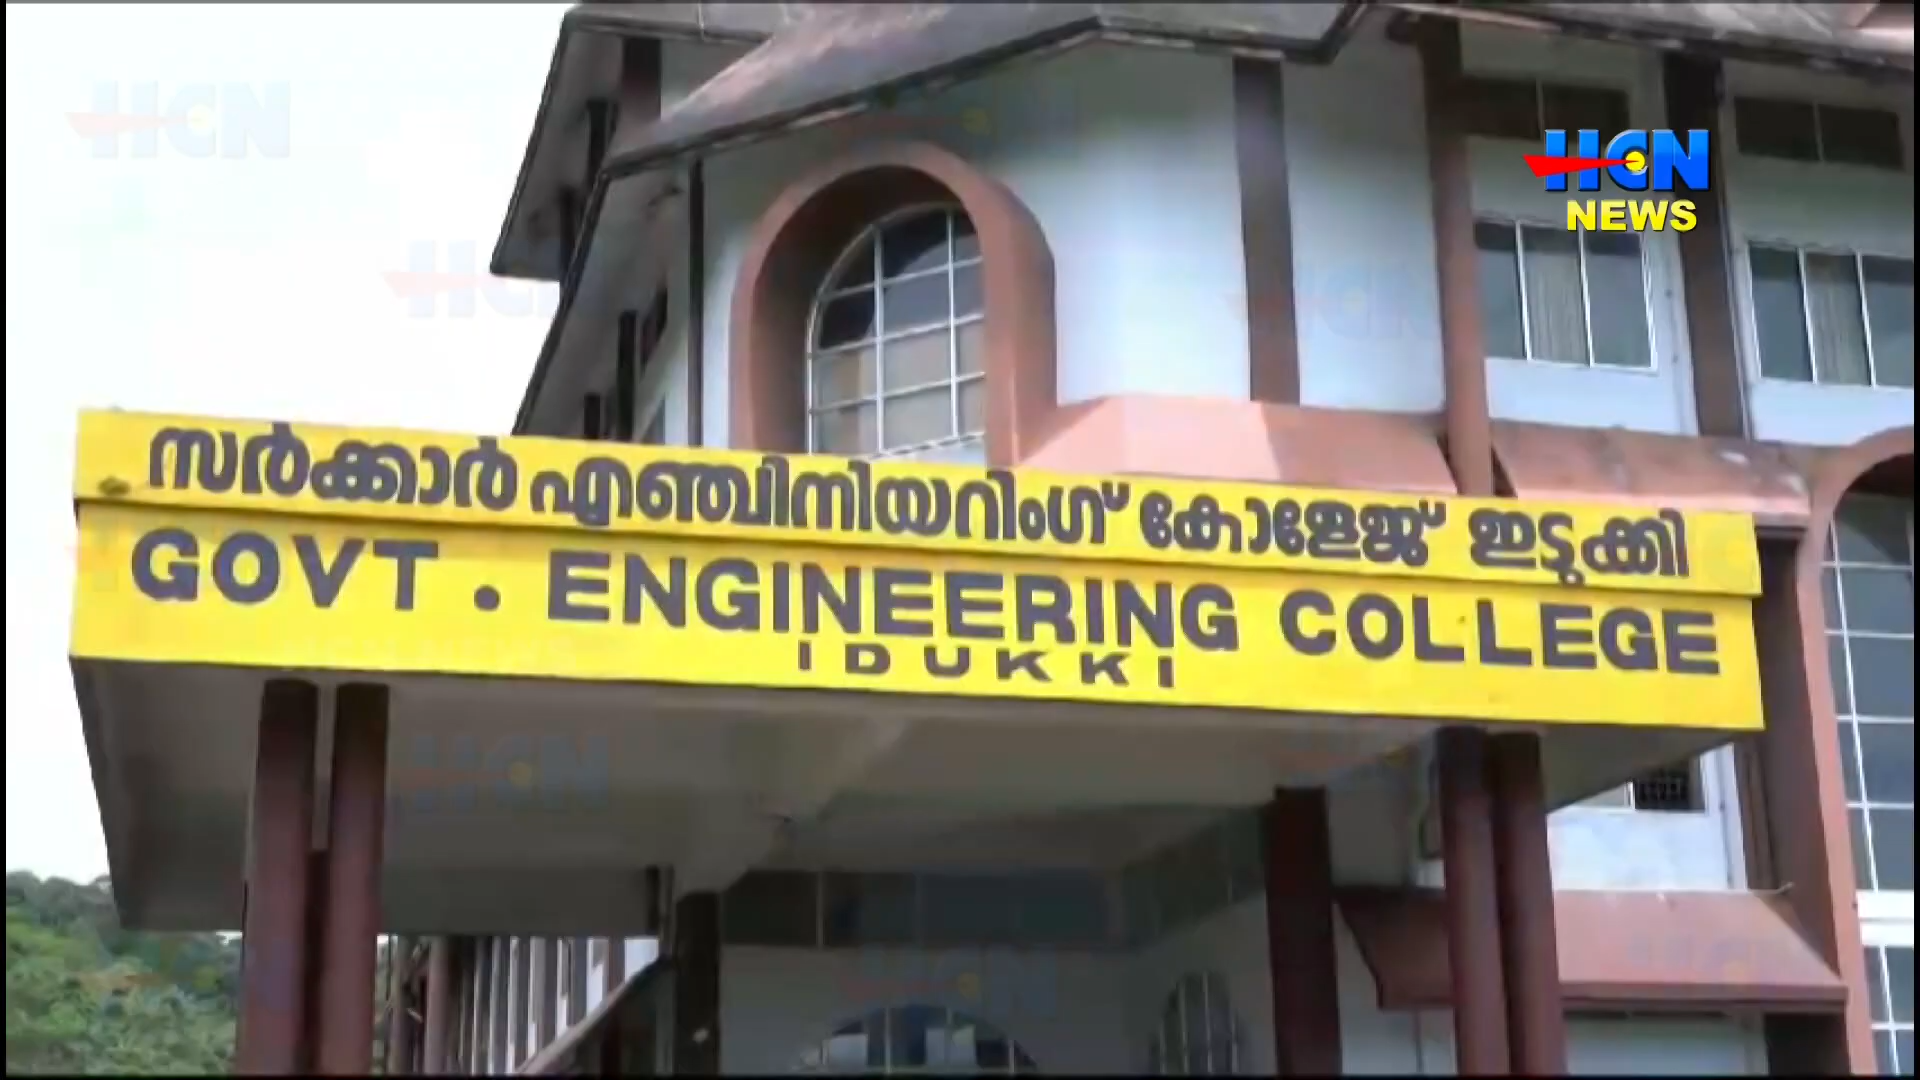 HCN
NEWS
സർക്കാർ എഞ്ചിനിയറിംഗ് കോളേജ് ഇടുക്കി
GOVT. ENGINEERING COLLEGE
IDUKKI